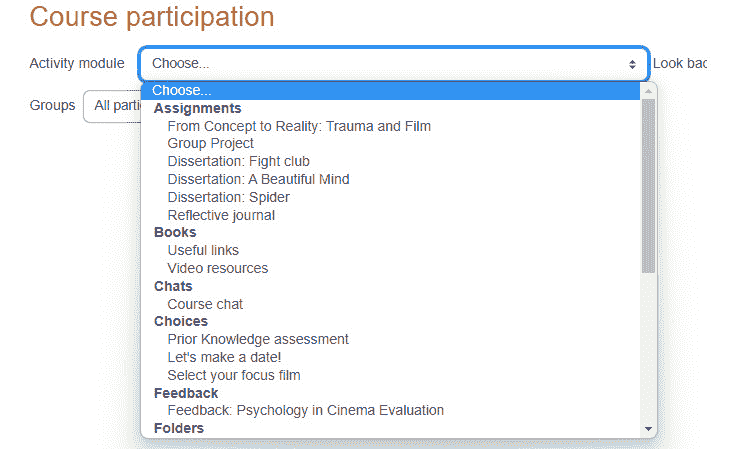 Course participation
Activity module Choose... Look bac
Groups All parti
Choose...
Assignments
From Concept to Reality: Trauma and Film
Group Project
Dissertation: Fight club
Dissertation: A Beautiful Mind
Dissertation: Spider
Reflective journal
Books
Useful links
Video resources
Chats
Course chat
Choices
Prior Knowledge assessment
Let's make a date!
Select your focus film
Feedback
Feedback: Psychology in Cinema Evaluation
Folders